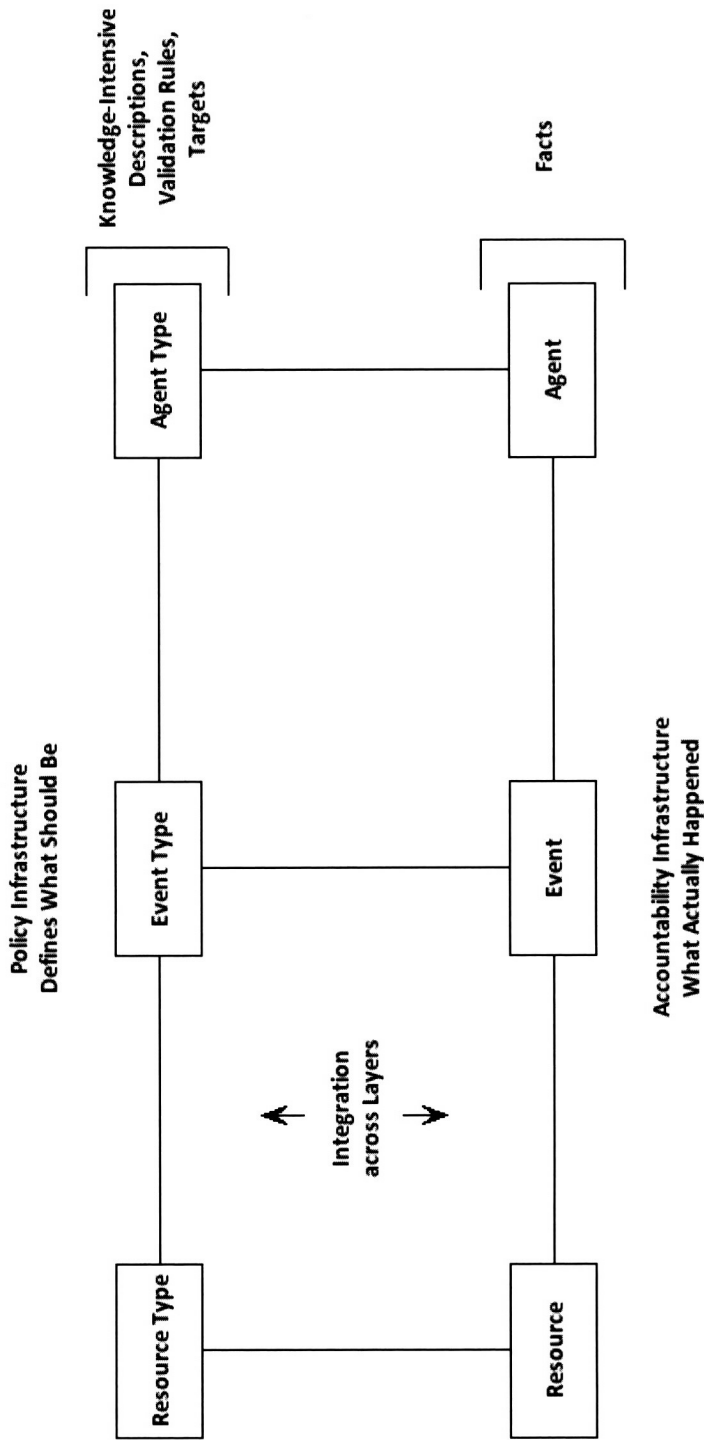 Policy Infrastructure
Defines What Should Be
Resource Type
Event Type
Agent Type
Knowledge-Intensive
Descriptions,
Validation Rules,
Targets
Integration
across Layers
Resource
Event
Agent
Facts
Accountability Infrastructure
What Actually Happened